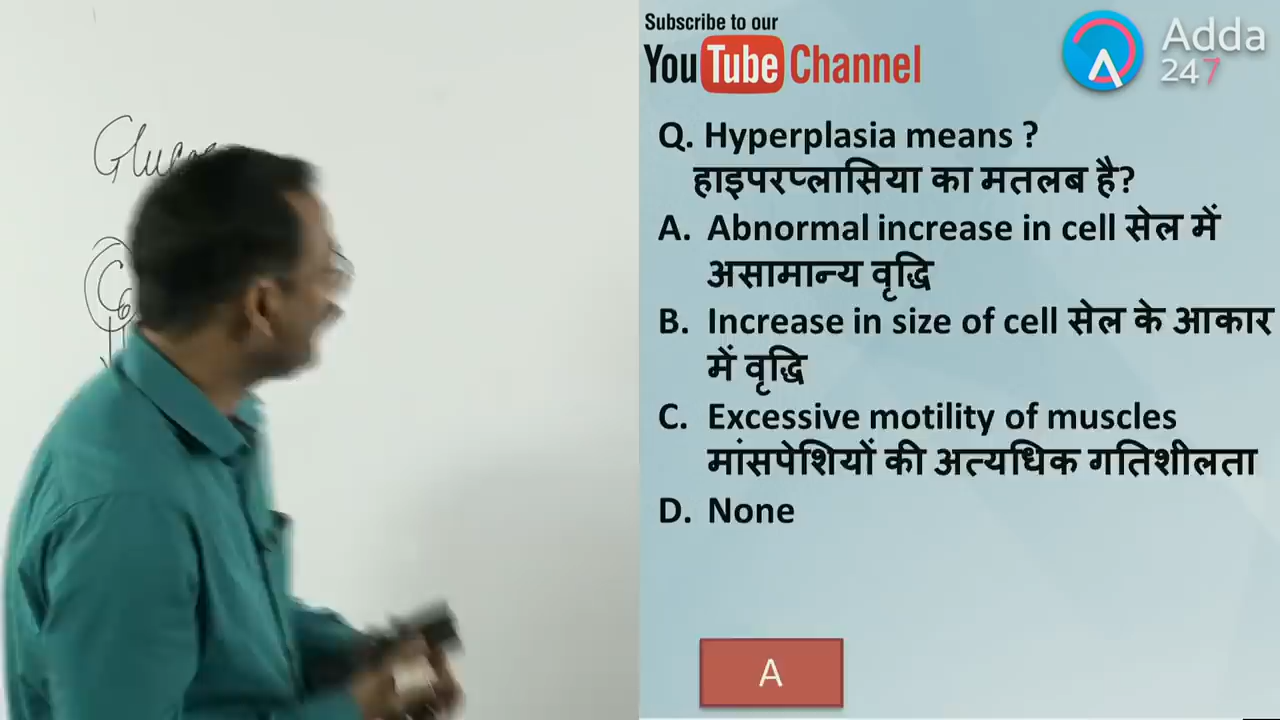 Subscribe to our
YouTube Channel
Adda
247
Q. Hyperplasia means ?
हाइपरप्लासिया का मतलब है?
A. Abnormal increase in cell सेल में
असामान्य वृद्धि
B. Increase in size of cell सेल के आकार
में वृद्धि
C. Excessive motility of muscles
मांसपेशियों की अत्यधिक गतिशीलता
D. None
A